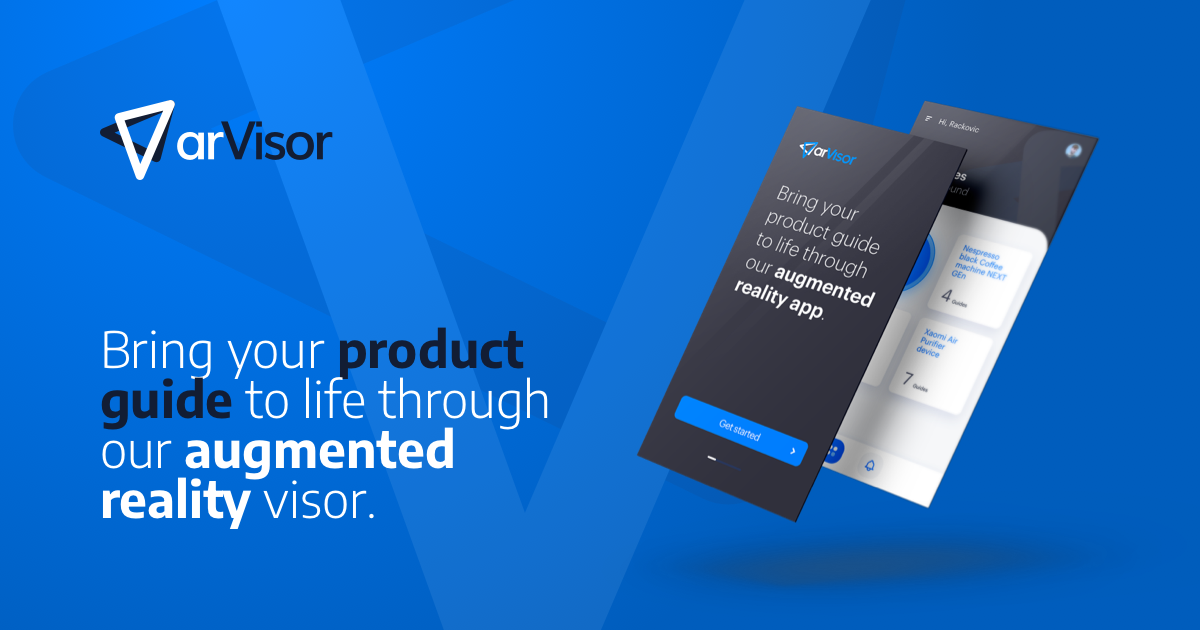 arVisor
Bring your product
guide to life through
our augmented
reality visor.
arVisor
Bring your
product guide
to life through
our augmented
reality app.
Get started
Hi, Rackovic
Nespresso
black Coffee
machine NEXT
GEn
4 Guides
Xaomi Air
Purifier
device
7 Guides